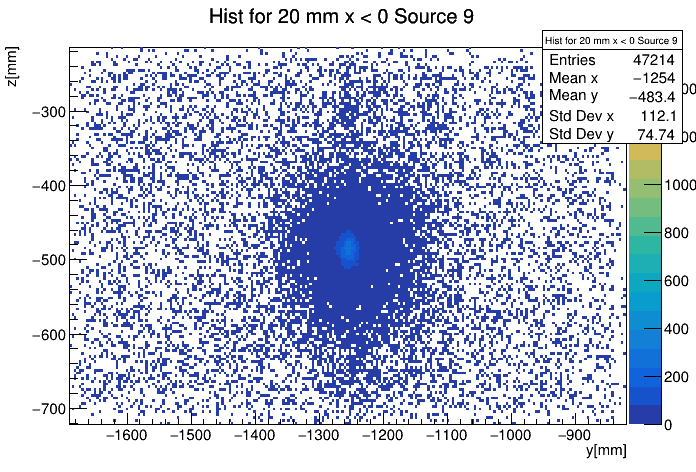 Hist for 20 mm x < 0 Source 9
Hist for 20 mm x < 0 Source 9
Entries 47214
Mean x −1254
Mean y −483.4
Std Dev x 112.1
Std Dev y 74.74
z[mm]
−300
−400
−500
−600
−700
−1600 −1500 −1400 −1300 −1200 −1100 −1000 −900
y[mm]
1000
800
600
400
200
0